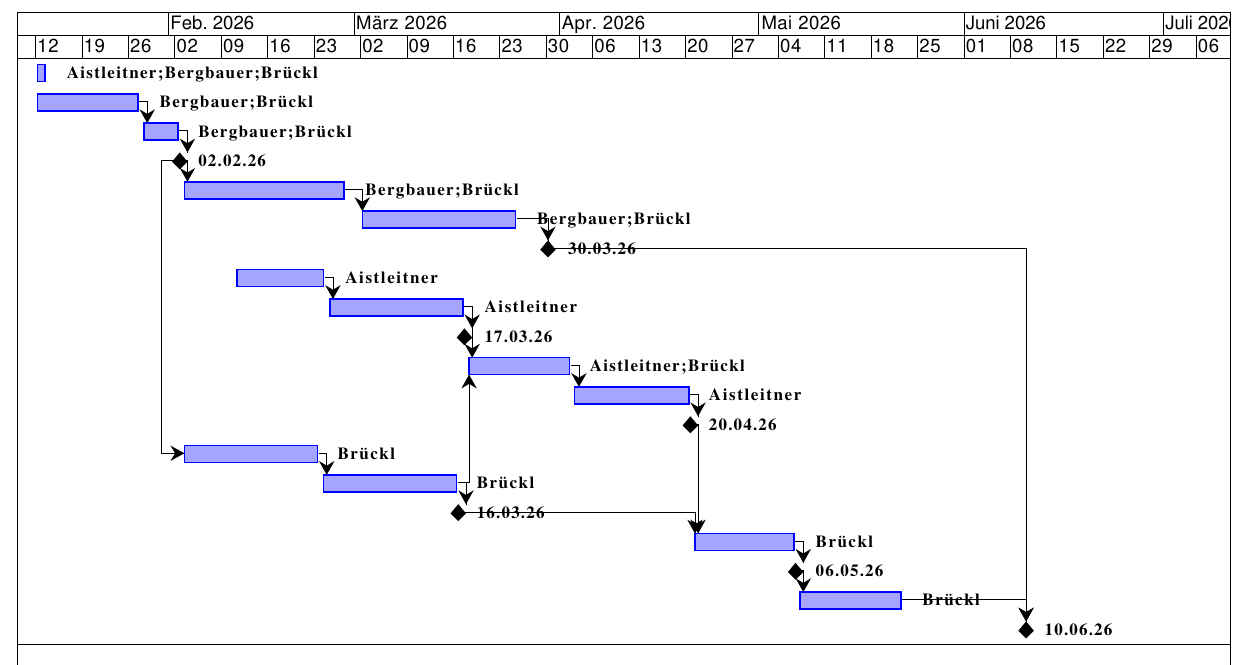 Feb. 2026 März 2026 Apr. 2026 Mai 2026 Juni 2026 Juli 202
12 19 26 02 09 16 23 02 09 16 23 30 06 13 20 27 04 11 18 25 01 08 15 22 29 06
Aistleitner;Bergbauer;Brückl
Bergbauer;Brückl
Bergbauer;Brückl
02.02.26
Bergbauer;Brückl
Bergbauer;Brückl
30.03.26
Aistleitner
Aistleitner
17.03.26
Aistleitner;Brückl
Aistleitner
20.04.26
Brückl
Brückl
16.03.26
Brückl
06.05.26
Brückl
10.06.26